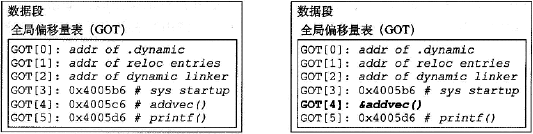 数据段
全局偏移量表（GOT）
GOT[0]: addr of .dynamic
GOT[1]: addr of reloc entries
GOT[2]: addr of dynamic linker
GOT[3]: 0x4005b6 # sys startup
GOT[4]: 0x4005c6 # addvec()
GOT[5]: 0x4005d6 # printf()
数据段
全局偏移量表（GOT）
GOT[0]: addr of .dynamic
GOT[1]: addr of reloc entries
GOT[2]: addr of dynamic linker
GOT[3]: 0x4005b6 # sys startup
GOT[4]: &addvec()
GOT[5]: 0x4005d6 # printf()